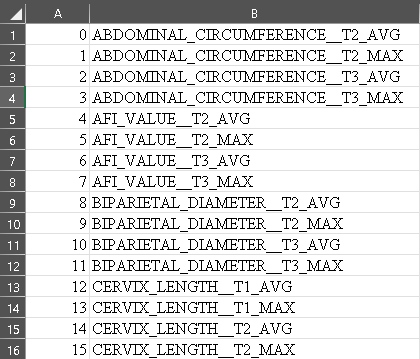 A B
1 0 ABDOMINAL_CIRCUMFERENCE__T2_AVG
2 1 ABDOMINAL_CIRCUMFERENCE__T2_MAX
3 2 ABDOMINAL_CIRCUMFERENCE__T3_AVG
4 3 ABDOMINAL_CIRCUMFERENCE__T3_MAX
5 4 AFI_VALUE__T2_AVG
6 5 AFI_VALUE__T2_MAX
7 6 AFI_VALUE__T3_AVG
8 7 AFI_VALUE__T3_MAX
9 8 BIPARIETAL_DIAMETER__T2_AVG
10 9 BIPARIETAL_DIAMETER__T2_MAX
11 10 BIPARIETAL_DIAMETER__T3_AVG
12 11 BIPARIETAL_DIAMETER__T3_MAX
13 12 CERVIX_LENGTH__T1_AVG
14 13 CERVIX_LENGTH__T1_MAX
15 14 CERVIX_LENGTH__T2_AVG
16 15 CERVIX_LENGTH__T2_MAX